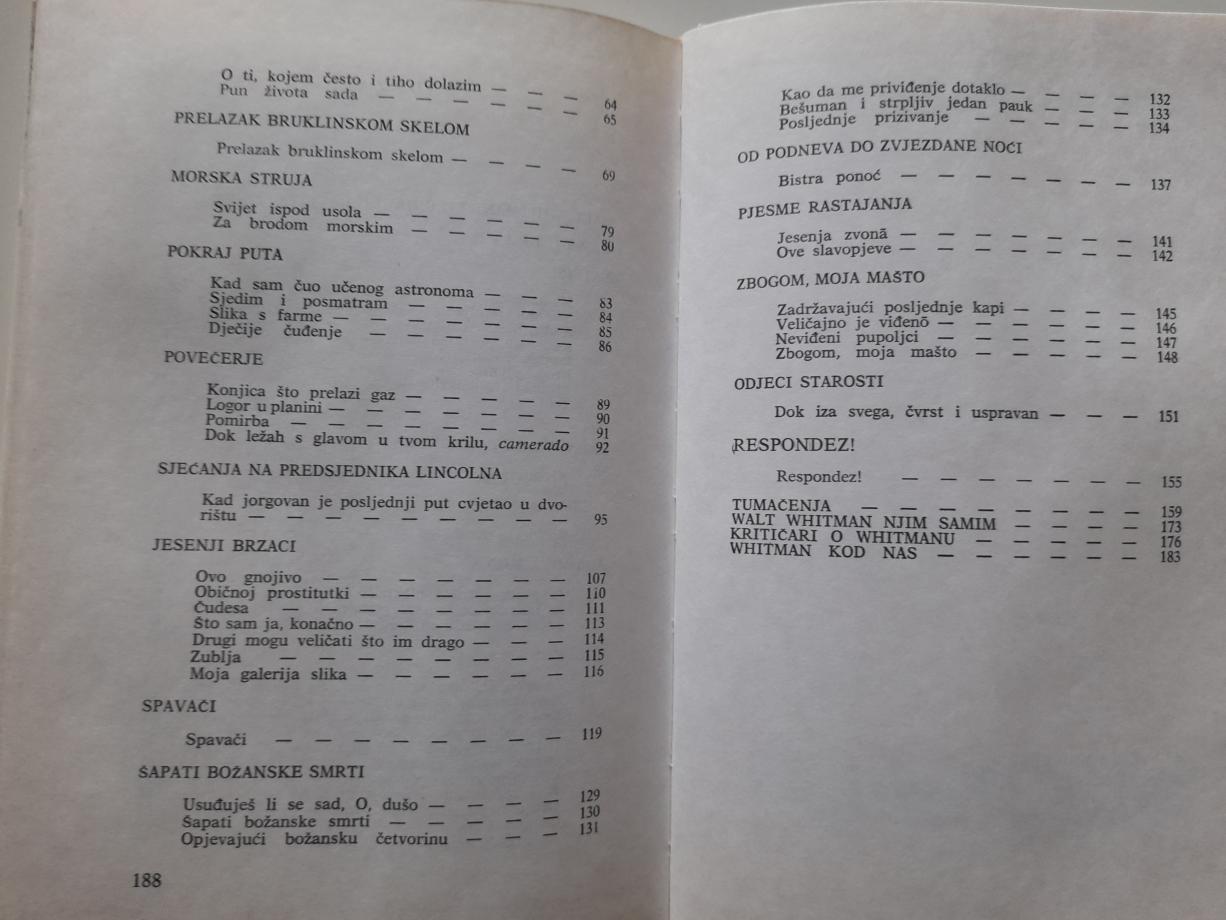 O ti, kojem često i tiho dolazim — — — 64
Pun života sada — — — — — — 65
PRELAZAK BRUKLINSKOM SKELOM
Prelazak bruklinskom skelom — — — — 69
MORSKA STRUJA
Svijet ispod usola — — — — — — 79
Za brodom morskim — — — — — 80
POKRAJ PUTA
Kad sam čuo učenog astronoma — — — 83
Sjedim i posmatram — — — — — 84
Slika s farme — — — — — — — 85
Dječije čuđenje — — — — — — 86
POVEČERJE
Konjica što prelazi gaz — — — — — 89
Logor u planini — — — — — — — 90
Pomirba — — — — — — — — 91
Dok ležah s glavom u tvom krilu, camerado 92
SJEĆANJA NA PREDSJEDNIKA LINCOLNA
Kad jorgovan je posljednji put cvjetao u dvo-
rištu — — — — — — — — — 95
JESENJI BRZACI
Ovo gnojivo — — — — — — — 107
Običnoj prostitutki — — — — — — 110
Čudesa — — — — — — — — 111
Što sam ja, konačno — — — — — — 113
Drugi mogu veličati što im drago — — — 114
Zublja — — — — — — — — 115
Moja galerija slika — — — — — — 116
SPAVAČI
Spavači — — — — — — — — 119
ŠAPATI BOŽANSKE SMRTI
Usuđuješ li se sad, O, dušo — — — — 129
Šapati božanske smrti — — — — — 130
Opjevajući božansku četvorinu — — — 131
188
Kao da me priviđenje dotaklo — — — — 132
Bešuman i strpljiv jedan pauk — — — 133
Posljednje prizivanje — — — — — 134
OD PODNEVA DO ZVJEZDANE NOĆI
Bistra ponoć — — — — — — — 137
PJESME RASTAJANJA
Jesenja zvonā — — — — — — — 141
Ove slavopjeve — — — — — — — 142
ZBOGOM, MOJA MAŠTO
Zadržavajući posljednje kapi — — — — 145
Veličajno je viđenō — — — — — — 146
Neviđeni pupoljci — — — — — — 147
Zbogom, moja mašto — — — — — 148
ODJECI STAROSTI
Dok iza svega, čvrst i uspravan — — — 151
RESPONDEZ!
Respondez! — — — — — — — 155
TUMAČENJA — — — — — — — — 159
WALT WHITMAN NJIM SAMIM — — — — 173
KRITIČARI O WHITMANU — — — — — 176
WHITMAN KOD NAS — — — — — — 183